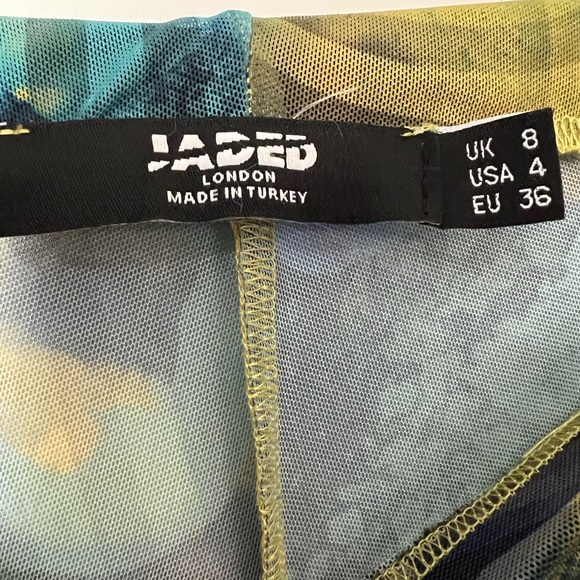 JADED
LONDON
MADE IN TURKEY
UK 8
USA 4
EU 36